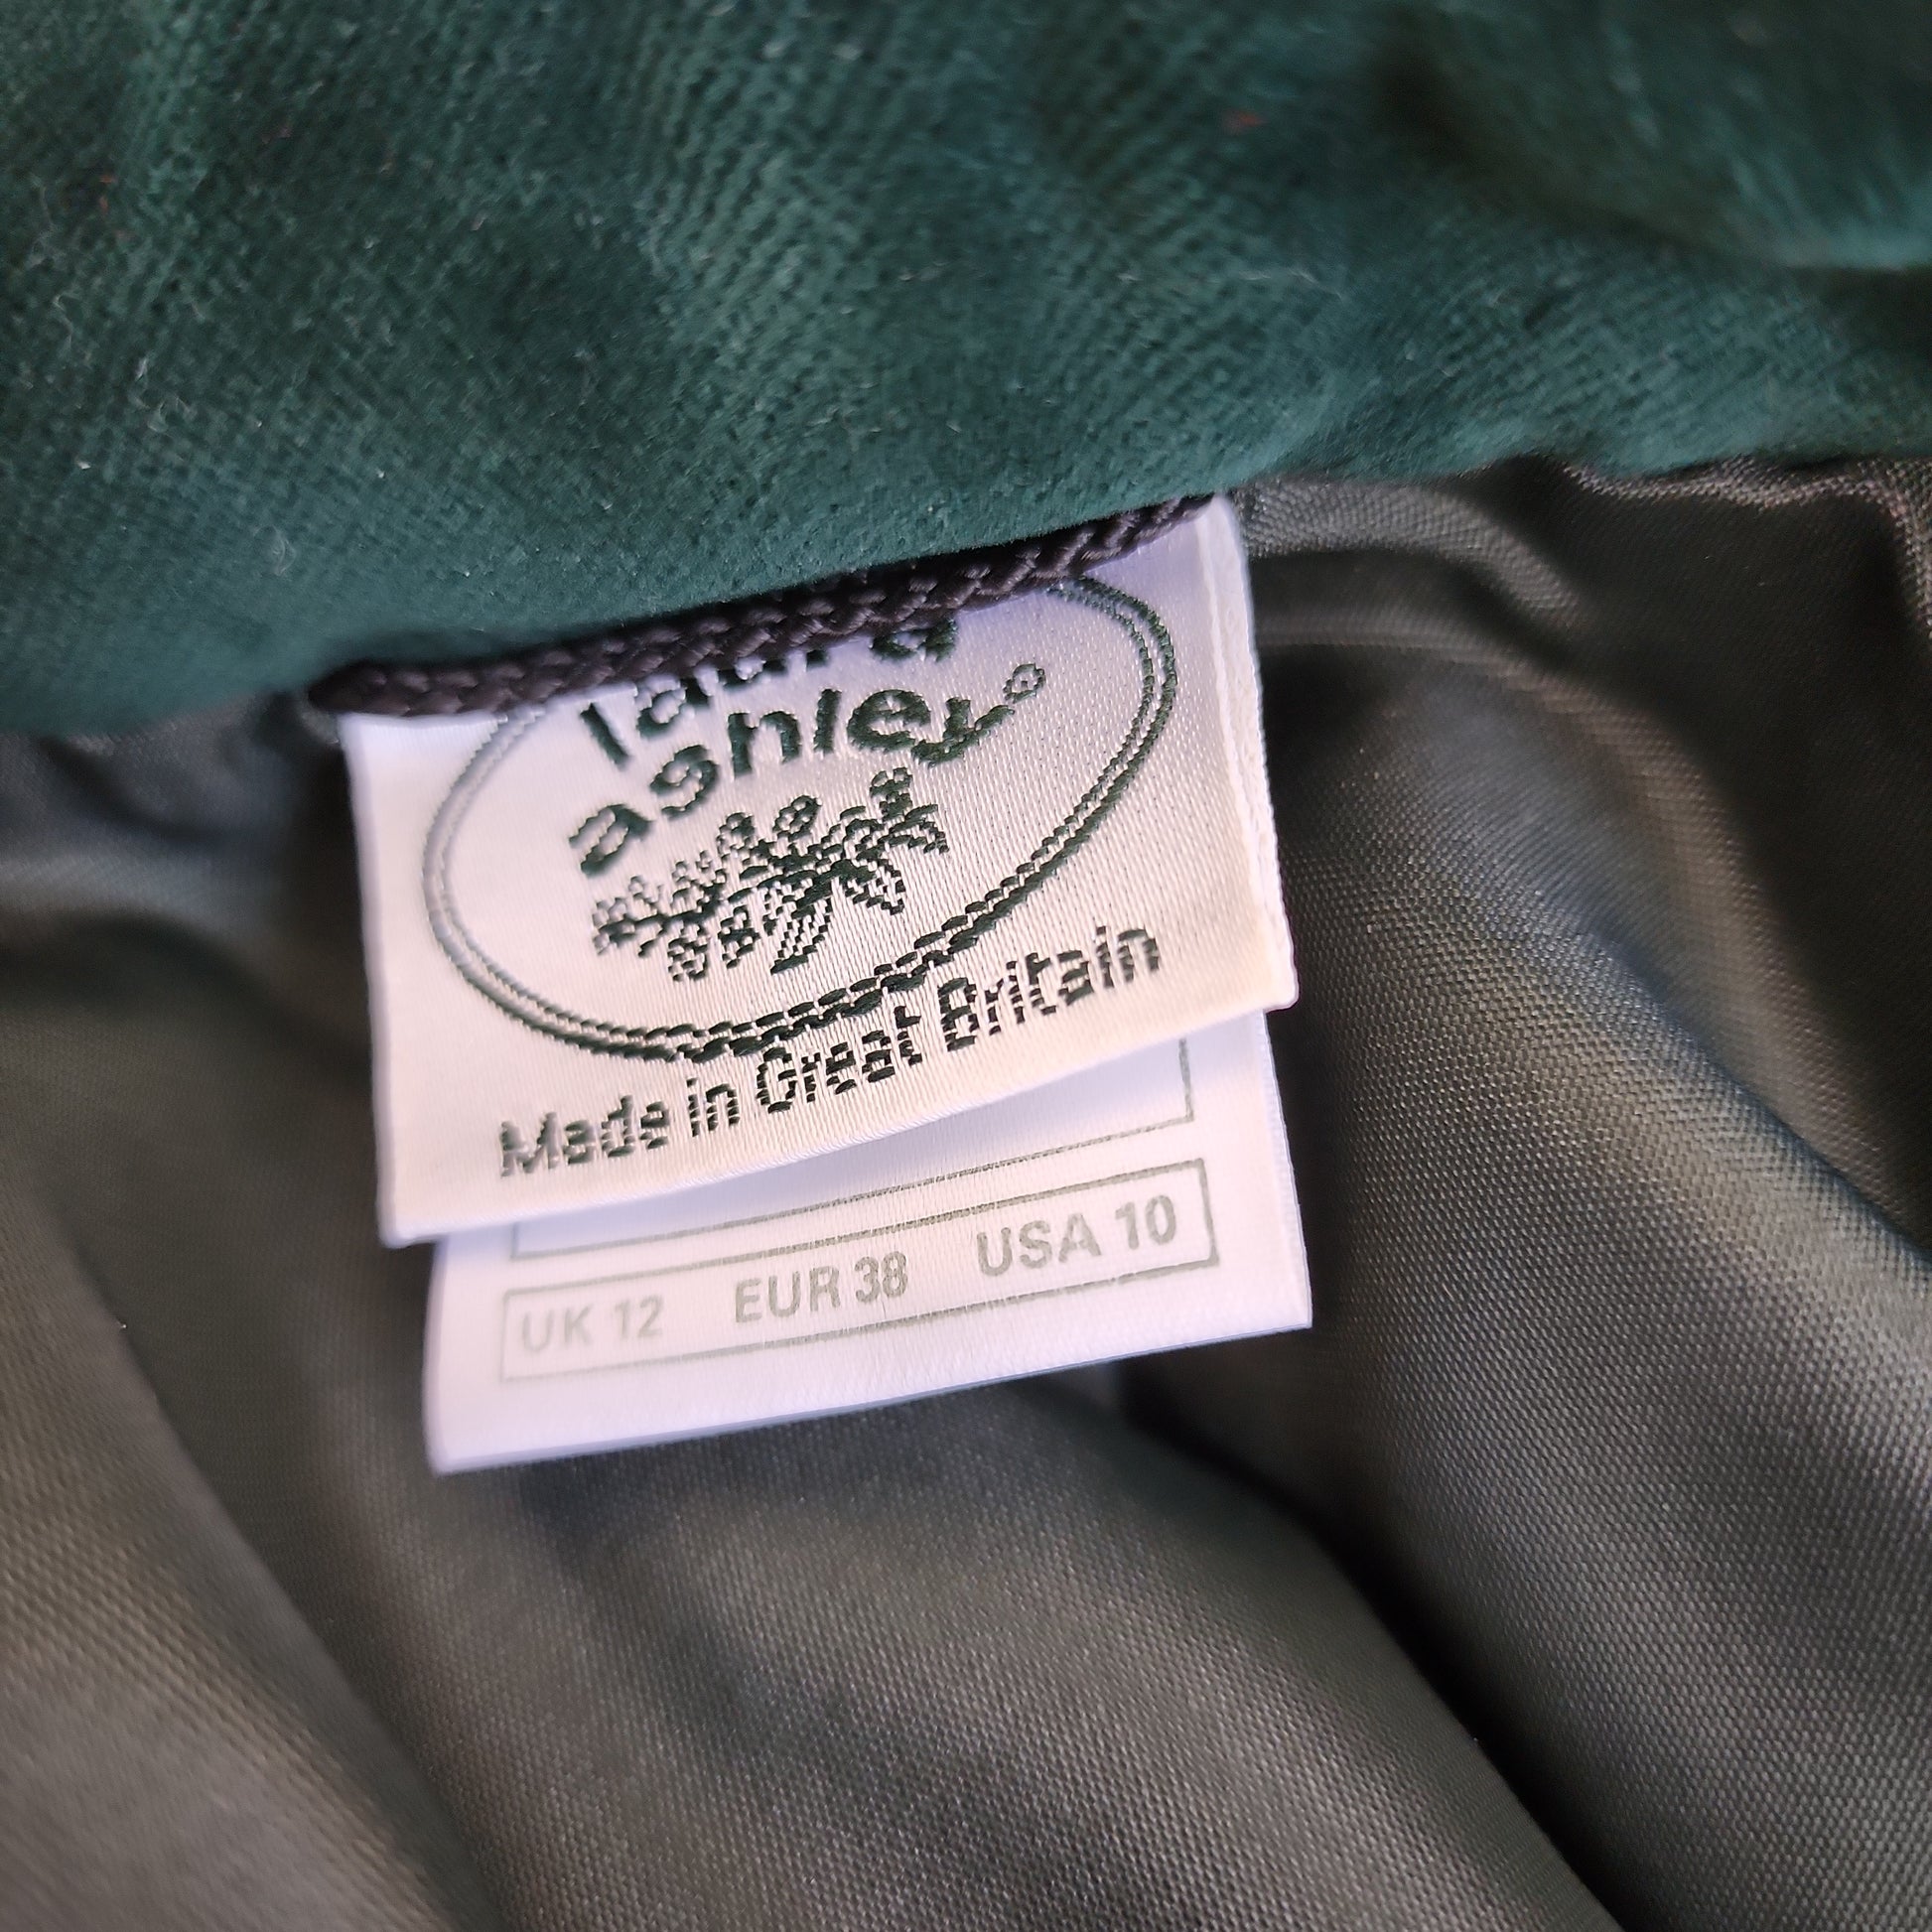 laura
ashley®
Made in Great Britain
UK 12 EUR 38 USA 10